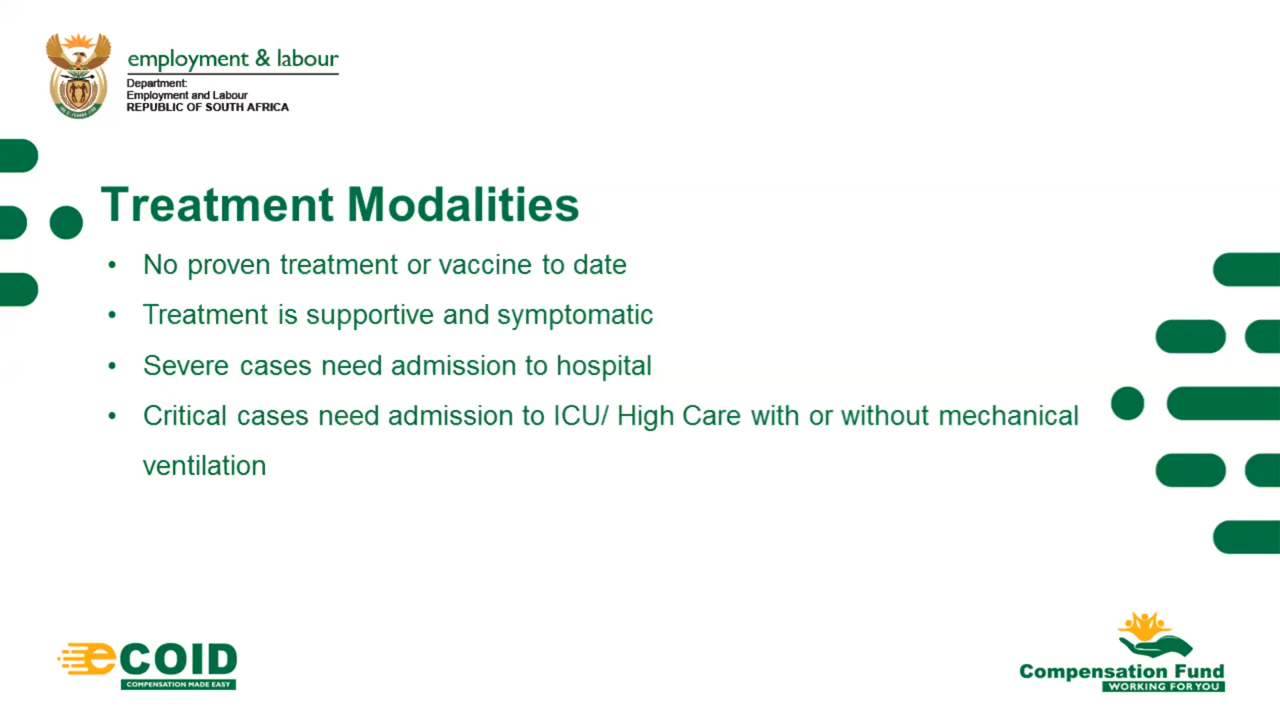 employment & labour
Department:
Employment and Labour
REPUBLIC OF SOUTH AFRICA
Treatment Modalities
• No proven treatment or vaccine to date
• Treatment is supportive and symptomatic
• Severe cases need admission to hospital
• Critical cases need admission to ICU/ High Care with or without mechanical
ventilation
eCOID
COMPENSATION MADE EASY
Compensation Fund
WORKING FOR YOU